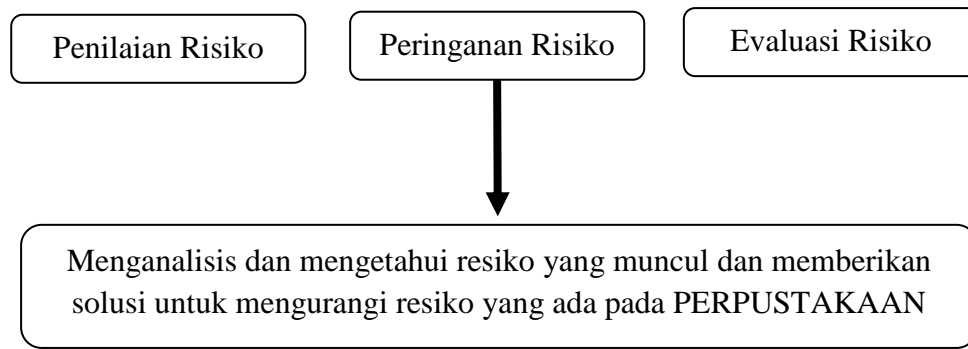 Penilaian Risiko
Peringanan Risiko
Evaluasi Risiko
Menganalisis dan mengetahui resiko yang muncul dan memberikan
solusi untuk mengurangi resiko yang ada pada PERPUSTAKAAN